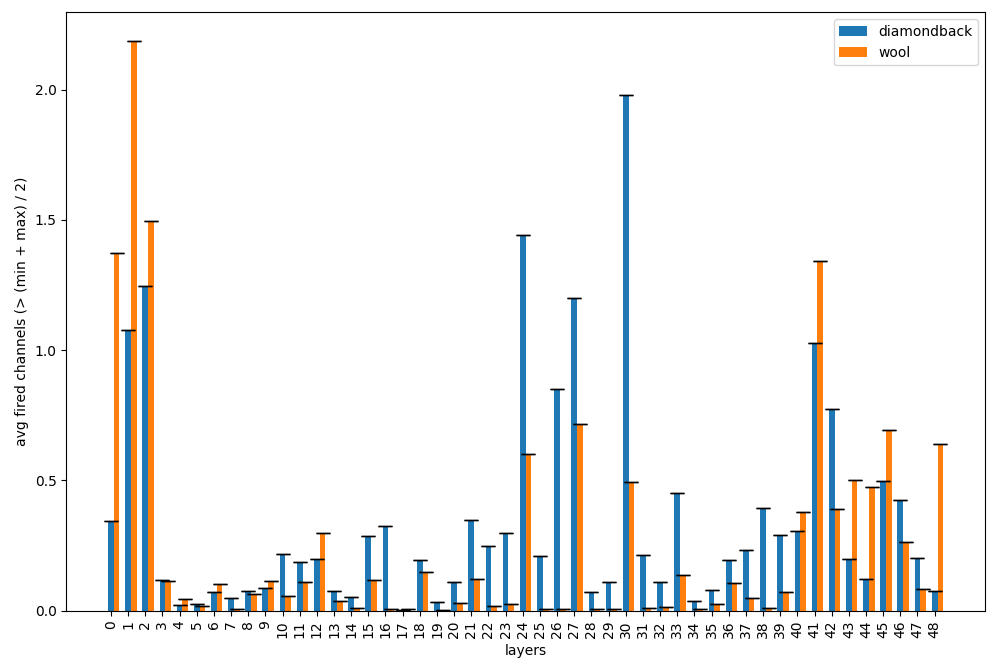 diamondback
wool
2.0
1.5
1.0
0.5
0.0
avg fired channels (> (min + max) / 2)
0 1 2 3 4 5 6 7 8 9 10 11 12 13 14 15 16 17 18 19 20 21 22 23 24 25 26 27 28 29 30 31 32 33 34 35 36 37 38 39 40 41 42 43 44 45 46 47 48
layers